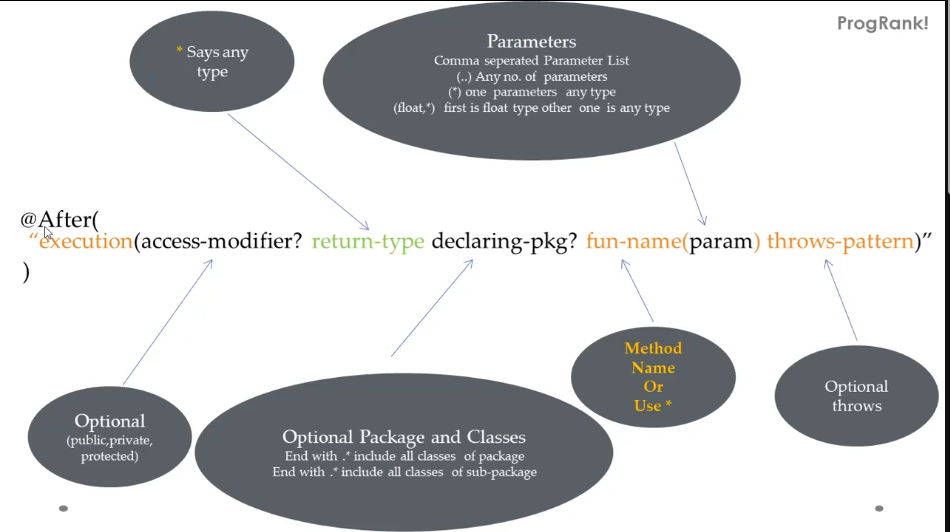 ProgRank!
* Says any
type
Parameters
Comma seperated Parameter List
(..) Any no. of parameters
(*) one parameters any type
(float,*) first is float type other one is any type
@After(
“execution(access-modifier? return-type declaring-pkg? fun-name(param) throws-pattern)”
)
Optional
(public,private,
protected)
Optional Package and Classes
End with .* include all classes of package
End with .* include all classes of sub-package
Method
Name
Or
Use *
Optional
throws